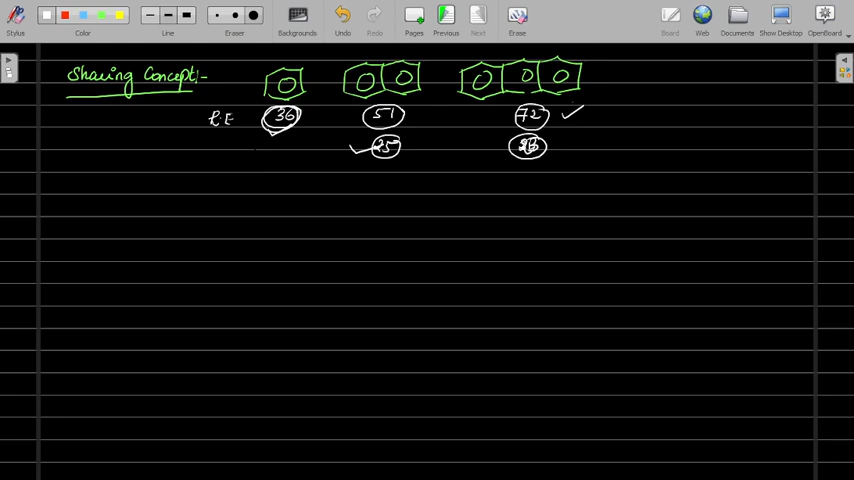 Stylus
Color
Line
Eraser
Backgrounds
Undo
Redo
Pages
Previous
Next
Erase
Board
Web
Documents
Show Desktop
OpenBoard
Sharing Concept:-
R.E 36 51 72
25